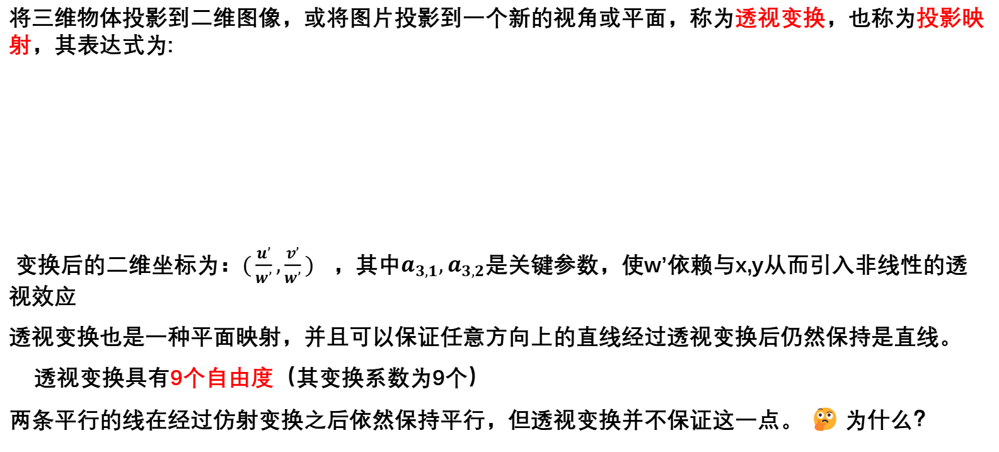 将三维物体投影到二维图像，或将图片投影到一个新的视角或平面，称为透视变换，也称为投影映
射，其表达式为:
变换后的二维坐标为：(u’/w’, v’/w’) ，其中a3,1, a3,2是关键参数，使w’依赖与x,y从而引入非线性的透
视效应
透视变换也是一种平面映射，并且可以保证任意方向上的直线经过透视变换后仍然保持是直线。
透视变换具有9个自由度（其变换系数为9个）
两条平行的线在经过仿射变换之后依然保持平行，但透视变换并不保证这一点。🤔 为什么？